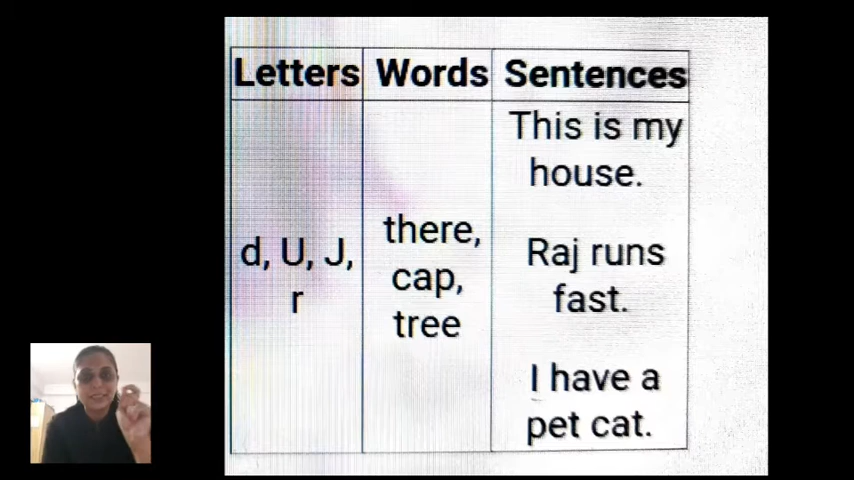 Letters Words Sentences
This is my
house.
there,
d, U, J,
Raj runs
cap,
r
fast.
tree
I have a
pet cat.